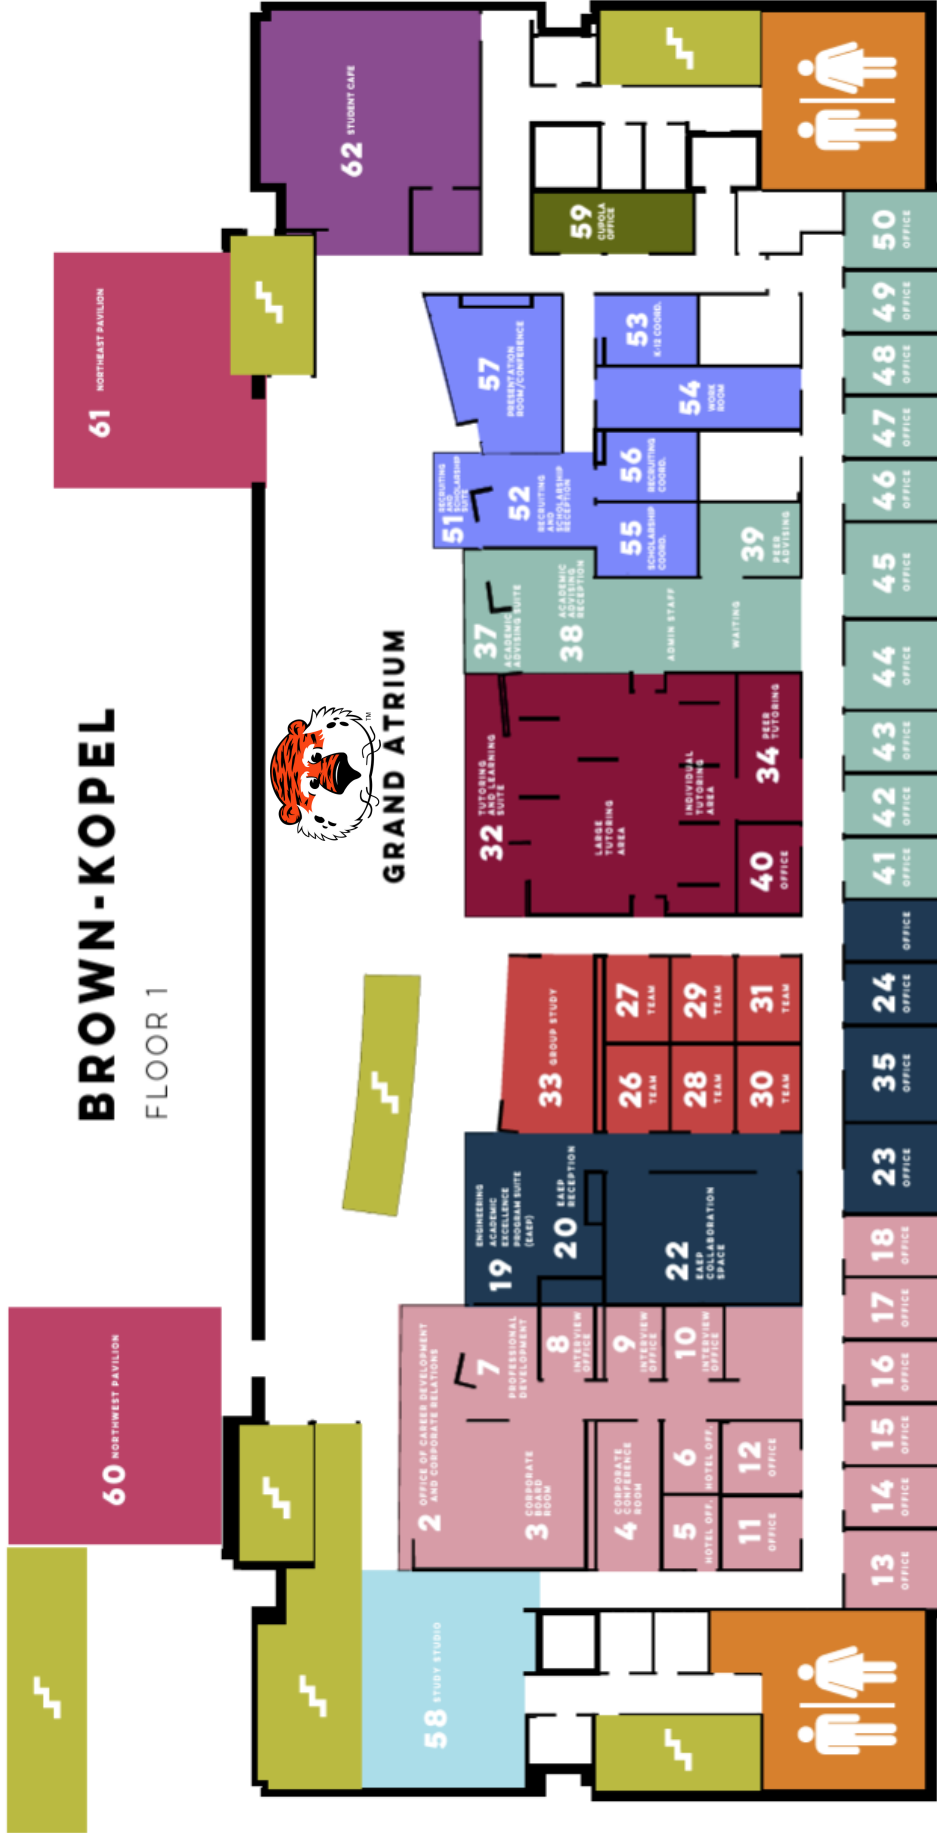 BROWN-KOPEL
FLOOR 1
60 NORTHWEST PAVILION
61 NORTHEAST PAVILION
62 STUDENT CAFE
GRAND ATRIUM
TM
58 STUDY STUDIO
2 OFFICE OF CAREER DEVELOPMENT
AND CORPORATE RELATIONS
7
PROFESSIONAL
DEVELOPMENT
3 CORPORATE
BOARD
ROOM
4 CORPORATE
CONFERENCE
ROOM
8
INTERVIEW
OFFICE
9
INTERVIEW
OFFICE
10
INTERVIEW
OFFICE
5
HOTEL OFF.
6
HOTEL OFF.
11
OFFICE
12
OFFICE
19 ENGINEERING
ACADEMIC
EXCELLENCE
PROGRAM SUITE
(EAEP)
20 EAEP
RECEPTION
22
EAEP
COLLABORATION
SPACE
33 GROUP STUDY
26
TEAM
27
TEAM
28
TEAM
29
TEAM
30
TEAM
31
TEAM
32 TUTORING
AND LEARNING
SUITE
LARGE
TUTORING
AREA
INDIVIDUAL
TUTORING
AREA
40
OFFICE
34 PEER
TUTORING
37
ACADEMIC
ADVISING SUITE
38 ACADEMIC
ADVISING
RECEPTION
ADMIN STAFF
WAITING
39
PEER
ADVISING
51 RECRUITING
AND
SCHOLARSHIP
SUITE
52
RECRUITING
AND
SCHOLARSHIP
RECEPTION
57
PRESENTATION
ROOM/CONFERENCE
55
SCHOLARSHIP
COORD.
56
RECRUITING
COORD.
54
WORK
ROOM
53
K-12 COORD.
59
CUPOLA
OFFICE
13
OFFICE
14
OFFICE
15
OFFICE
16
OFFICE
17
OFFICE
18
OFFICE
23
OFFICE
35
OFFICE
24
OFFICE
OFFICE
41
OFFICE
42
OFFICE
43
OFFICE
44
OFFICE
45
OFFICE
46
OFFICE
47
OFFICE
48
OFFICE
49
OFFICE
50
OFFICE